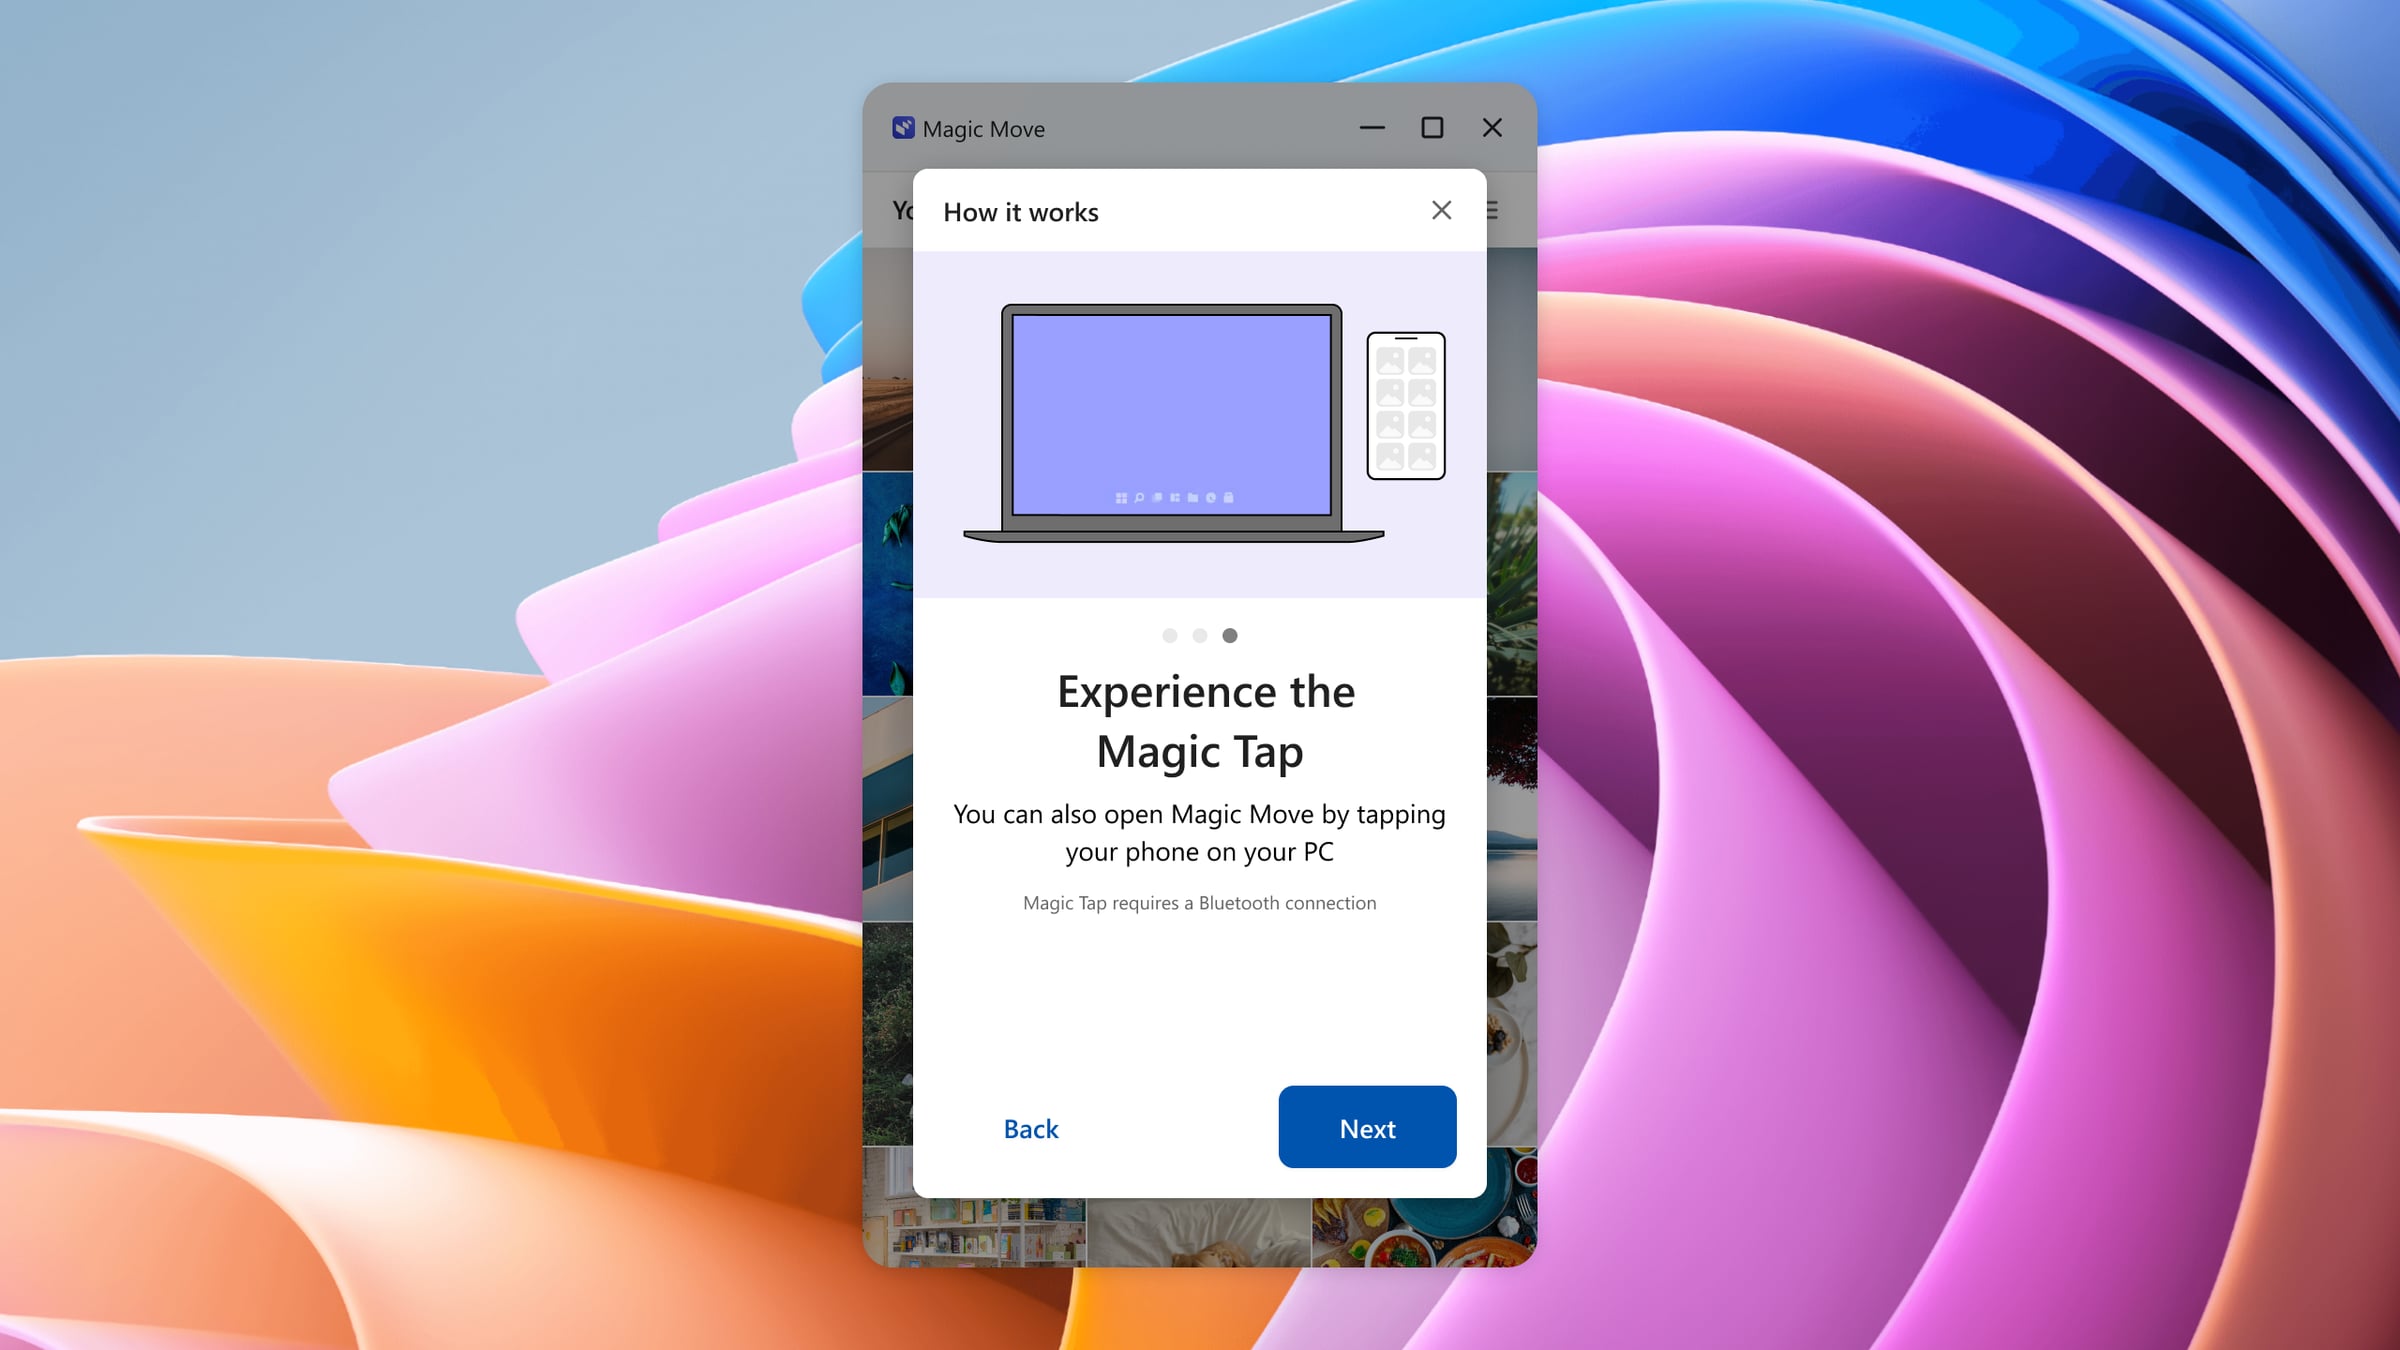 Magic Move
How it works
Experience the
Magic Tap
You can also open Magic Move by tapping
your phone on your PC
Magic Tap requires a Bluetooth connection
Back
Next